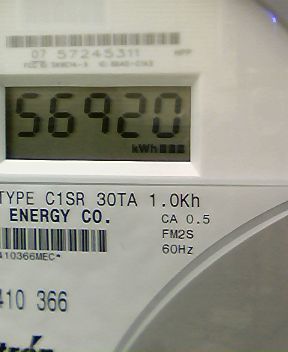 07 57245311
56920
kWh
TYPE C1SR 30TA 1.0Kh
ENERGY CO.
CA 0.5
FM2S
60Hz
410366MEC*
410 366